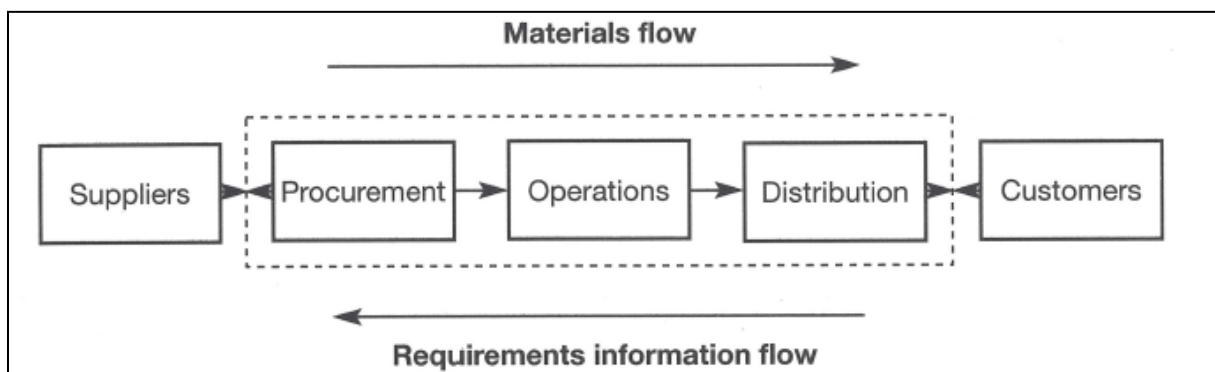 Materials flow
Suppliers
Procurement
Operations
Distribution
Customers
Requirements information flow